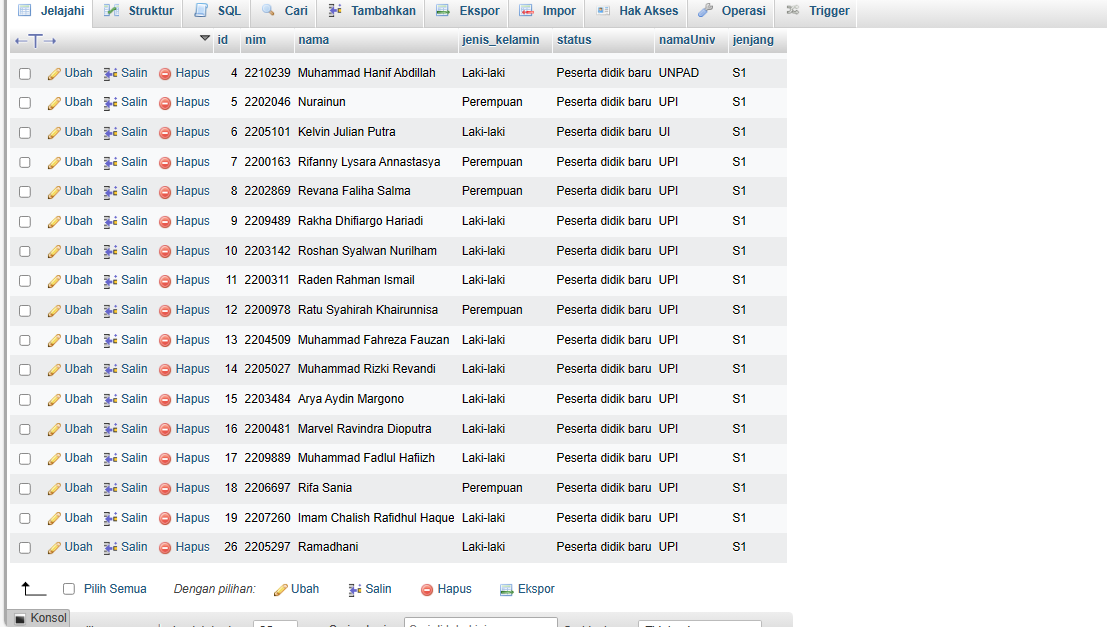 Jelajahi Struktur SQL Cari Tambahkan Ekspor Impor Hak Akses Operasi Trigger
←T→ id nim nama jenis_kelamin status namaUniv jenjang
Ubah Salin Hapus 4 2210239 Muhammad Hanif Abdillah Laki-laki Peserta didik baru UNPAD S1
Ubah Salin Hapus 5 2202046 Nurainun Perempuan Peserta didik baru UPI S1
Ubah Salin Hapus 6 2205101 Kelvin Julian Putra Laki-laki Peserta didik baru UI S1
Ubah Salin Hapus 7 2200163 Rifanny Lysara Annastasya Perempuan Peserta didik baru UPI S1
Ubah Salin Hapus 8 2202869 Revana Faliha Salma Perempuan Peserta didik baru UPI S1
Ubah Salin Hapus 9 2209489 Rakha Dhifiargo Hariadi Laki-laki Peserta didik baru UPI S1
Ubah Salin Hapus 10 2203142 Roshan Syalwan Nurilham Laki-laki Peserta didik baru UPI S1
Ubah Salin Hapus 11 2200311 Raden Rahman Ismail Laki-laki Peserta didik baru UPI S1
Ubah Salin Hapus 12 2200978 Ratu Syahirah Khairunnisa Perempuan Peserta didik baru UPI S1
Ubah Salin Hapus 13 2204509 Muhammad Fahreza Fauzan Laki-laki Peserta didik baru UPI S1
Ubah Salin Hapus 14 2205027 Muhammad Rizki Revandi Laki-laki Peserta didik baru UPI S1
Ubah Salin Hapus 15 2203484 Arya Aydin Margono Laki-laki Peserta didik baru UPI S1
Ubah Salin Hapus 16 2200481 Marvel Ravindra Dioputra Laki-laki Peserta didik baru UPI S1
Ubah Salin Hapus 17 2209889 Muhammad Fadlul Hafiizh Laki-laki Peserta didik baru UPI S1
Ubah Salin Hapus 18 2206697 Rifa Sania Perempuan Peserta didik baru UPI S1
Ubah Salin Hapus 19 2207260 Imam Chalish Rafidhul Haque Laki-laki Peserta didik baru UPI S1
Ubah Salin Hapus 26 2205297 Ramadhani Laki-laki Peserta didik baru UPI S1
Pilih Semua Dengan pilihan: Ubah Salin Hapus Ekspor
Konsol